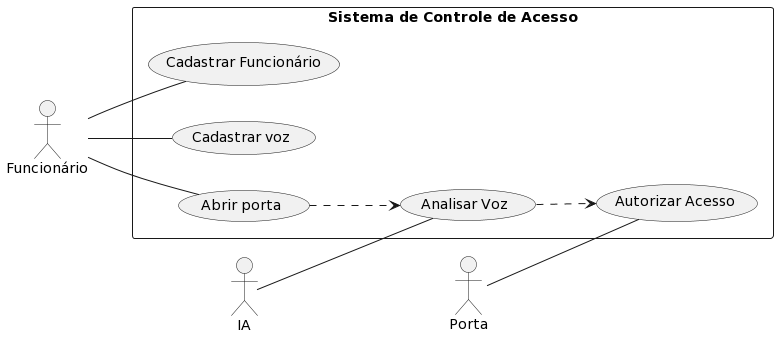 Sistema de Controle de Acesso
Cadastrar Funcionário
Funcionário
Cadastrar voz
Abrir porta
Analisar Voz
Autorizar Acesso
IA
Porta